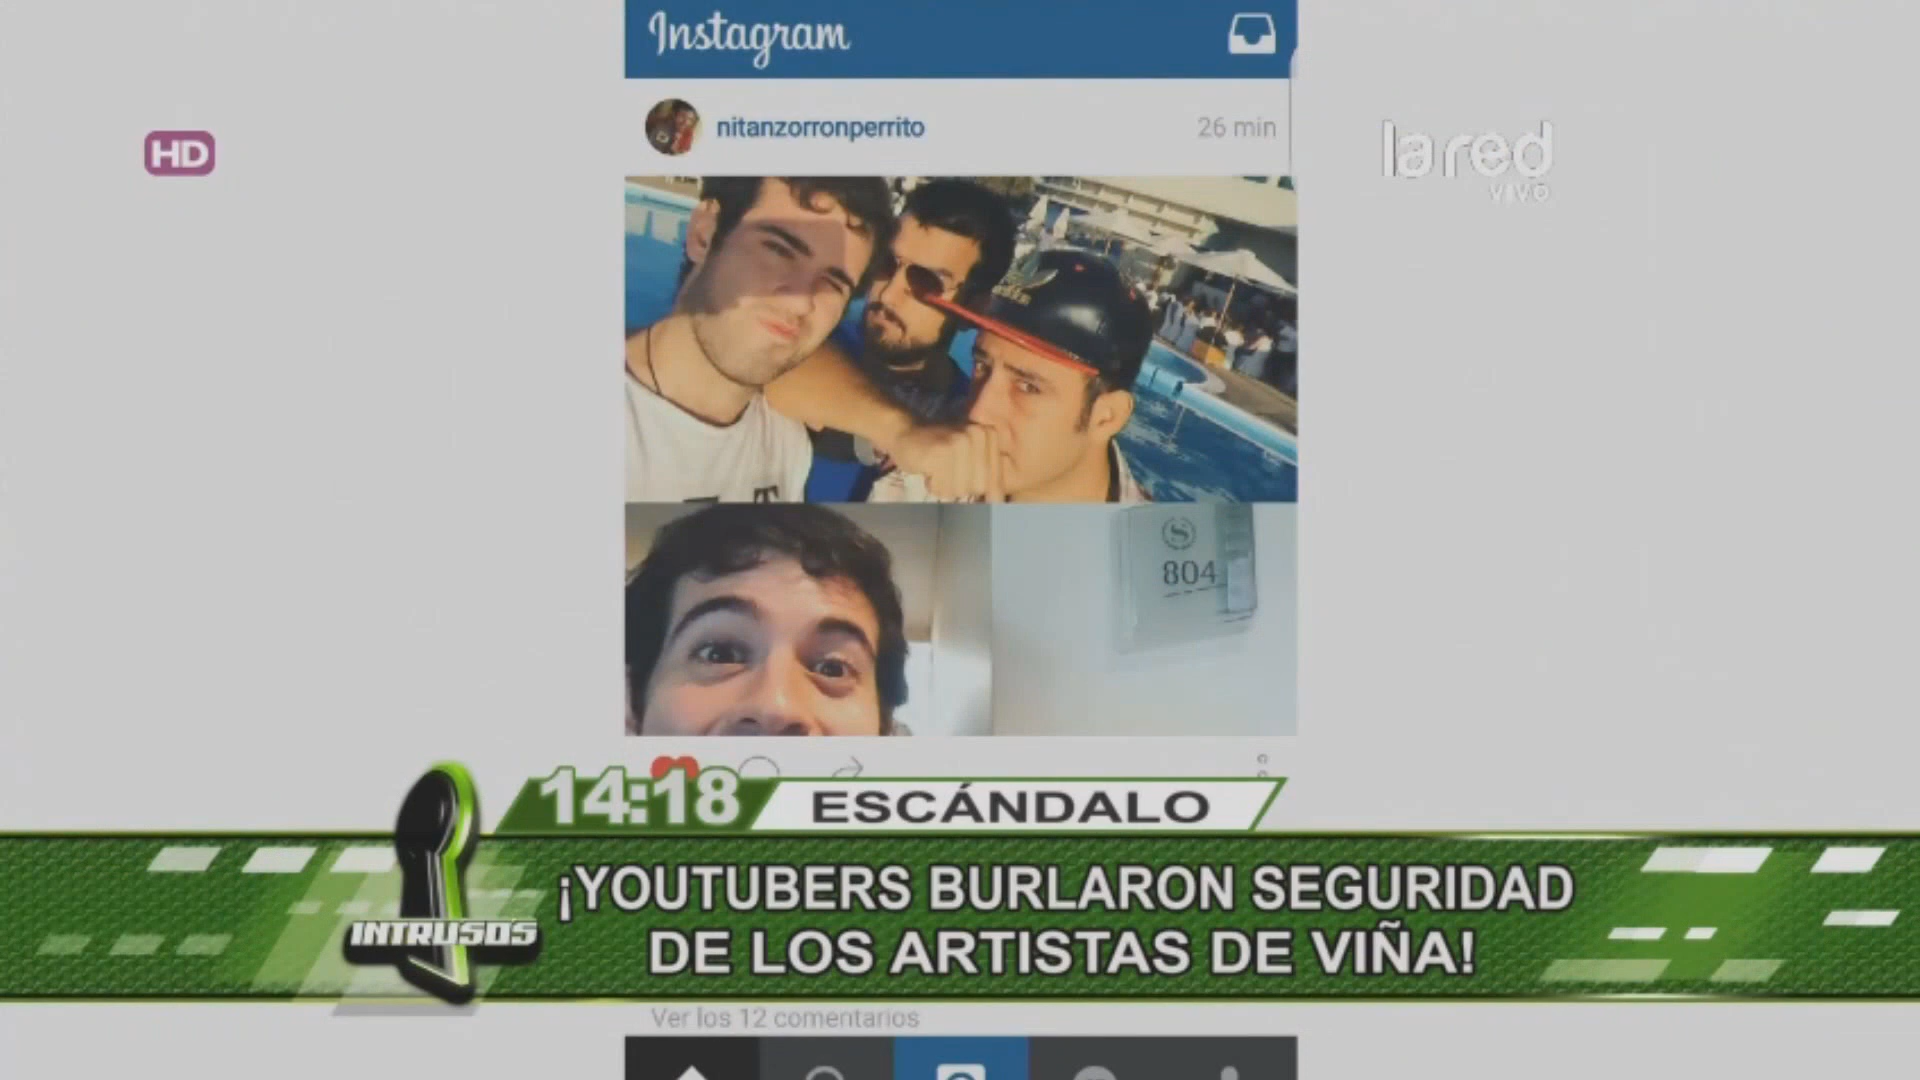 Instagram
nitanzorronperrito
26 min
HD
la red
VIVO
804
14:18
ESCÁNDALO
¡YOUTUBERS BURLARON SEGURIDAD
DE LOS ARTISTAS DE VIÑA!
INTRUSOS
Ver los 12 comentarios